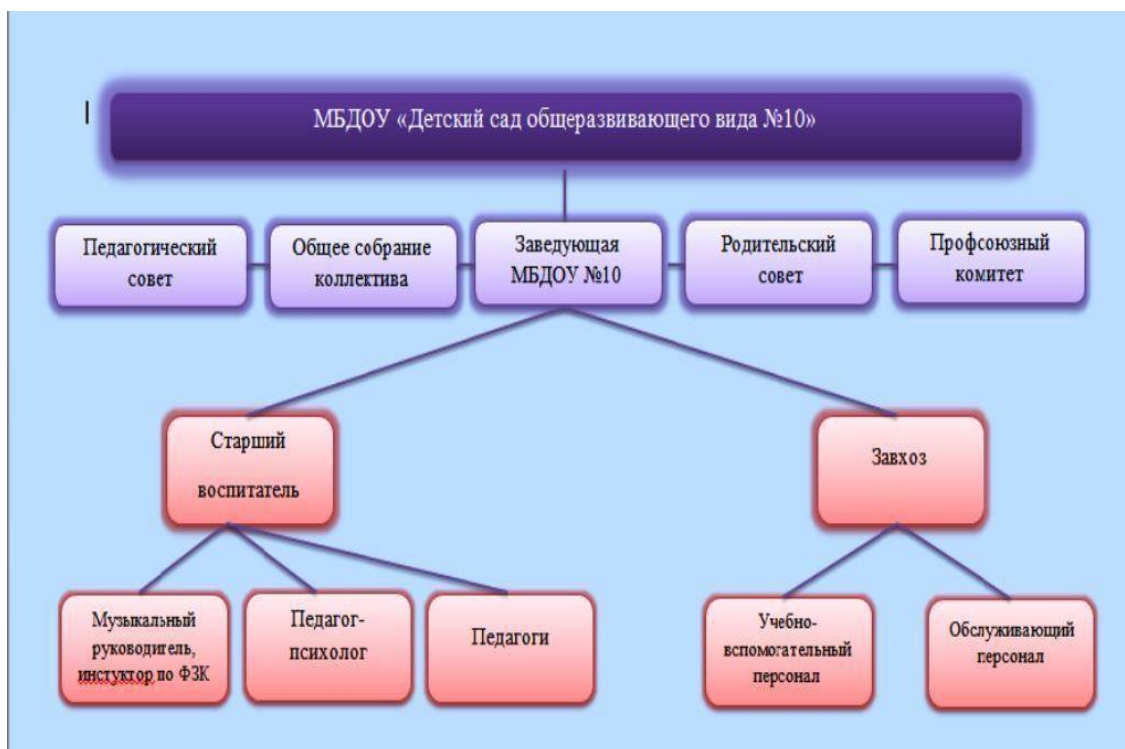 МБДОУ «Детский сад общеразвивающего вида №10»
Педагогический
совет
Общее собрание
коллектива
Заведующая
МБДОУ №10
Родительский
совет
Профсоюзный
комитет
Старший
воспитатель
Завхоз
Музыкальный
руководитель,
инстуктор по ФЗК
Педагог-
психолог
Педагоги
Учебно-
вспомогательный
персонал
Обслуживающий
персонал